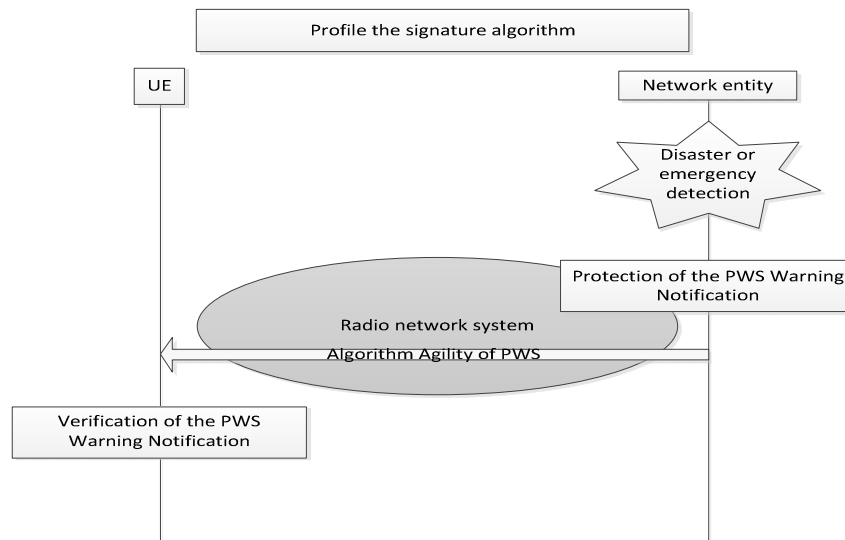 Profile the signature algorithm
UE
Network entity
Disaster or
emergency
detection
Protection of the PWS Warning
Notification
Radio network system
Algorithm Agility of PWS
Verification of the PWS
Warning Notification